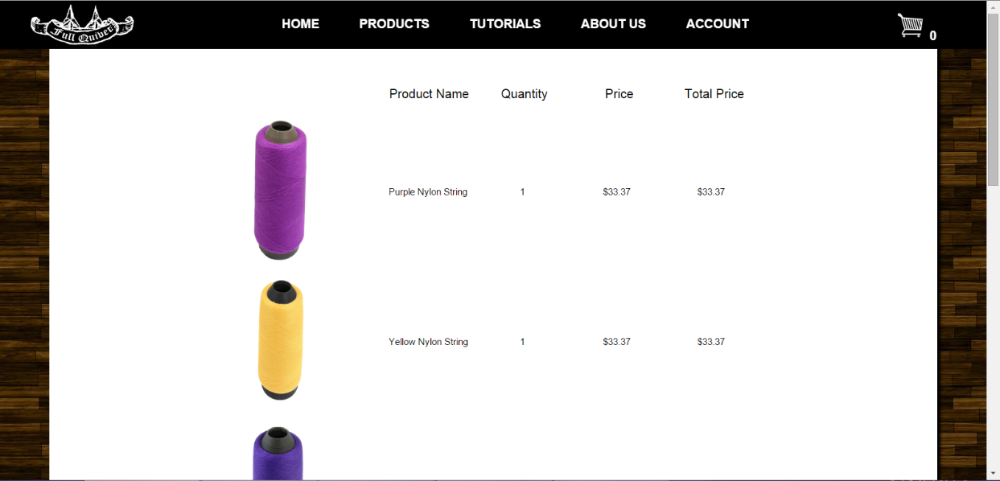 Full Quiver
HOME PRODUCTS TUTORIALS ABOUT US ACCOUNT 0
Product Name Quantity Price Total Price
Purple Nylon String 1 $33.37 $33.37
Yellow Nylon String 1 $33.37 $33.37